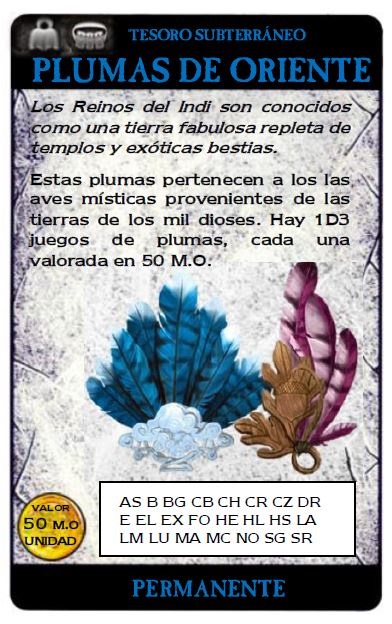 TESORO SUBTERRÁNEO
PLUMAS DE ORIENTE
Los Reinos del Indi son conocidos
como una tierra fabulosa repleta de
templos y exóticas bestias.
Estas plumas pertenecen a los las
aves místicas provenientes de las
tierras de los mil dioses. Hay 1D3
juegos de plumas, cada una
valorada en 50 M.O.
VALOR
50 M.O
UNIDAD
AS B BG CB CH CR CZ DR
E EL EX FO HE HL HS LA
LM LU MA MC NO SG SR
PERMANENTE